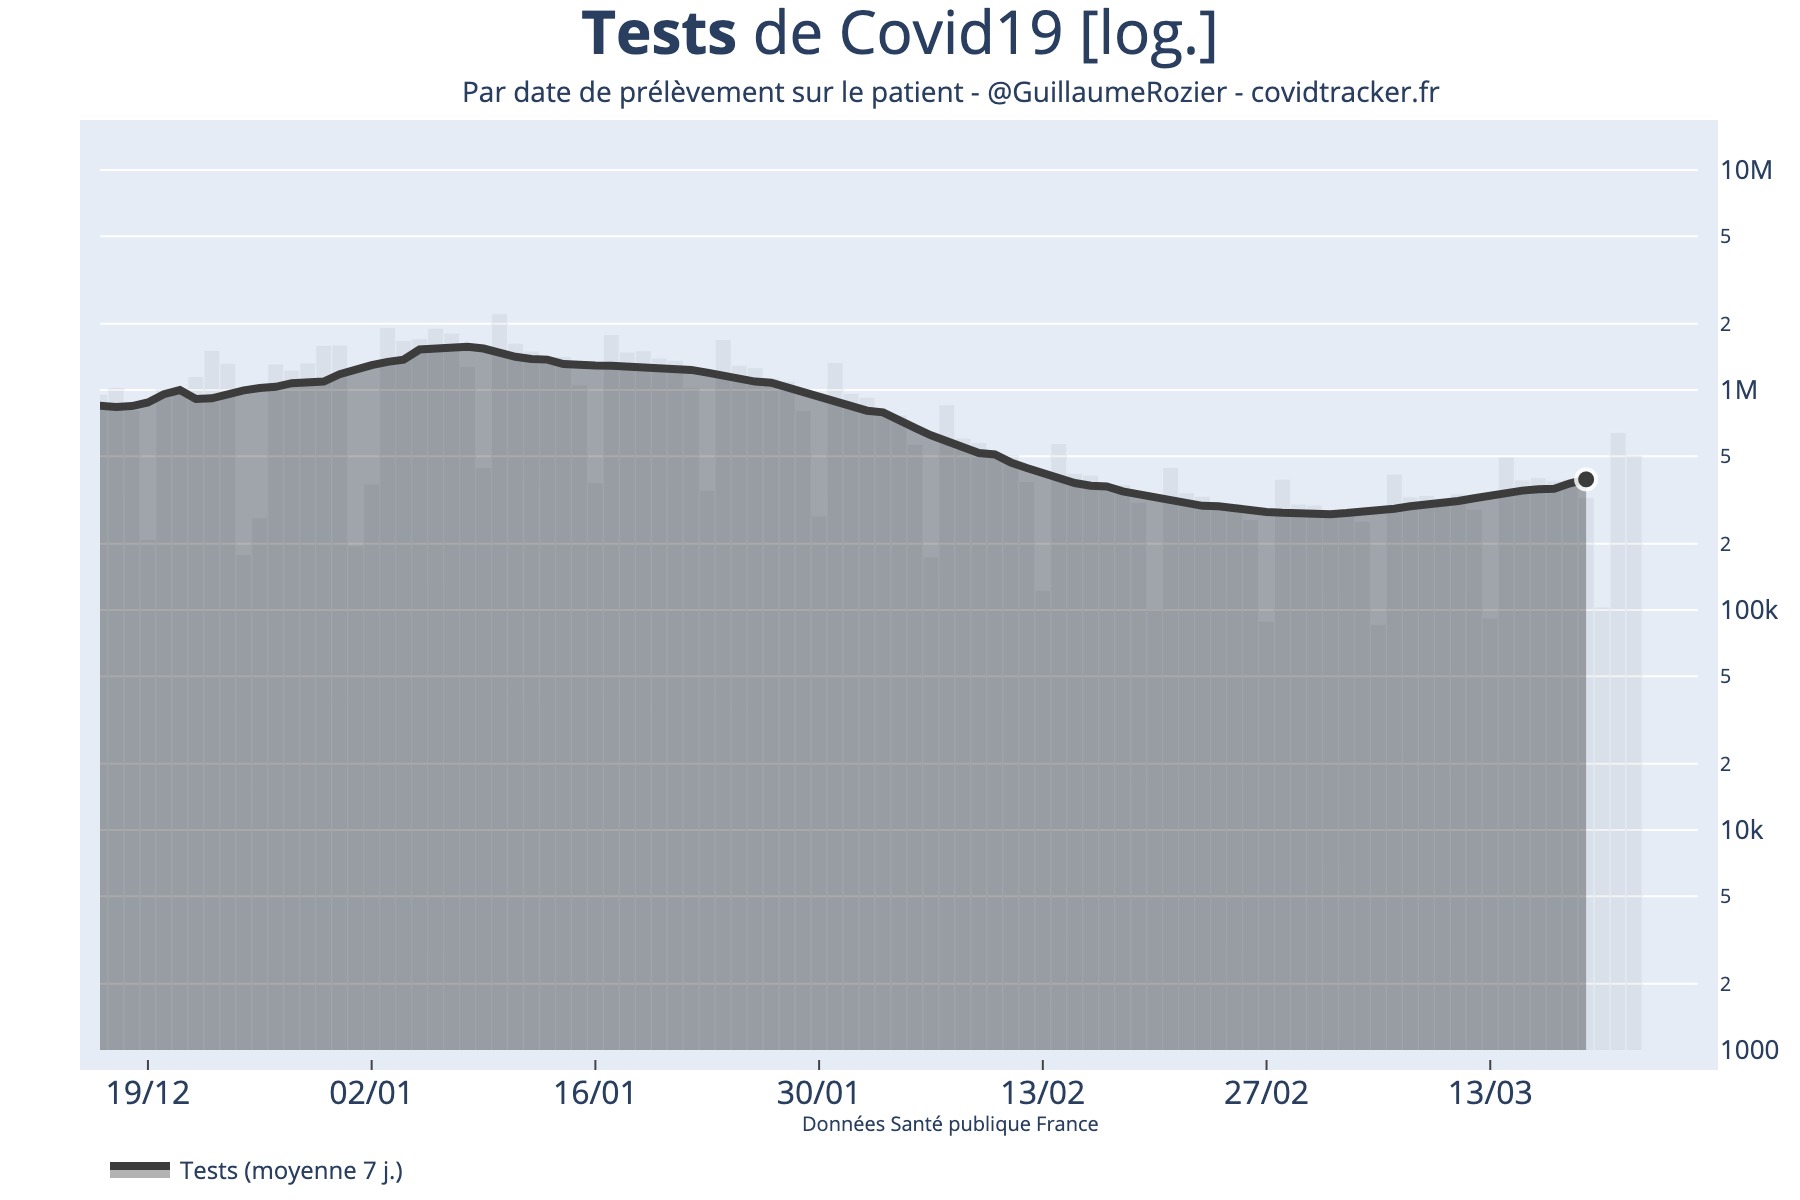 Tests de Covid19 [log.]
Par date de prélèvement sur le patient - @GuillaumeRozier - covidtracker.fr
10M
5
2
1M
5
2
100k
5
2
10k
5
2
1000
19/12 02/01 16/01 30/01 13/02 27/02 13/03
Données Santé publique France
Tests (moyenne 7 j.)